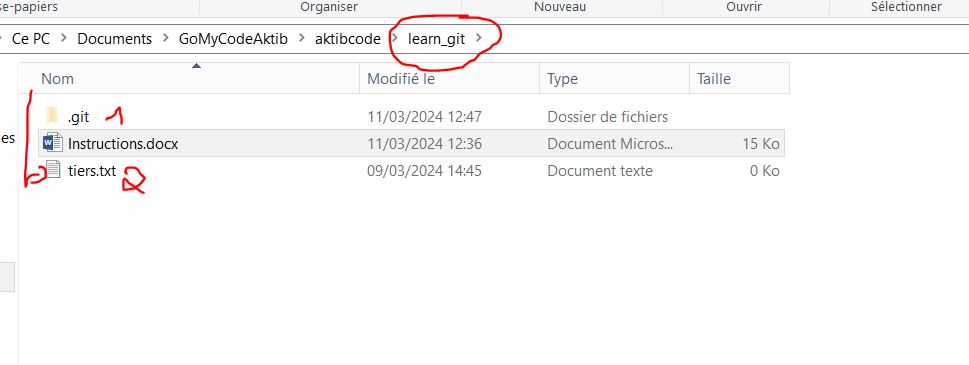 se-papiers Organiser Nouveau Ouvrir Sélectionner
Ce PC > Documents > GoMyCodeAktib > aktibcode > learn_git >
Nom Modifié le Type Taille
.git 1 11/03/2024 12:47 Dossier de fichiers
es Instructions.docx 11/03/2024 12:36 Document Micros... 15 Ko
tiers.txt 2 09/03/2024 14:45 Document texte 0 Ko